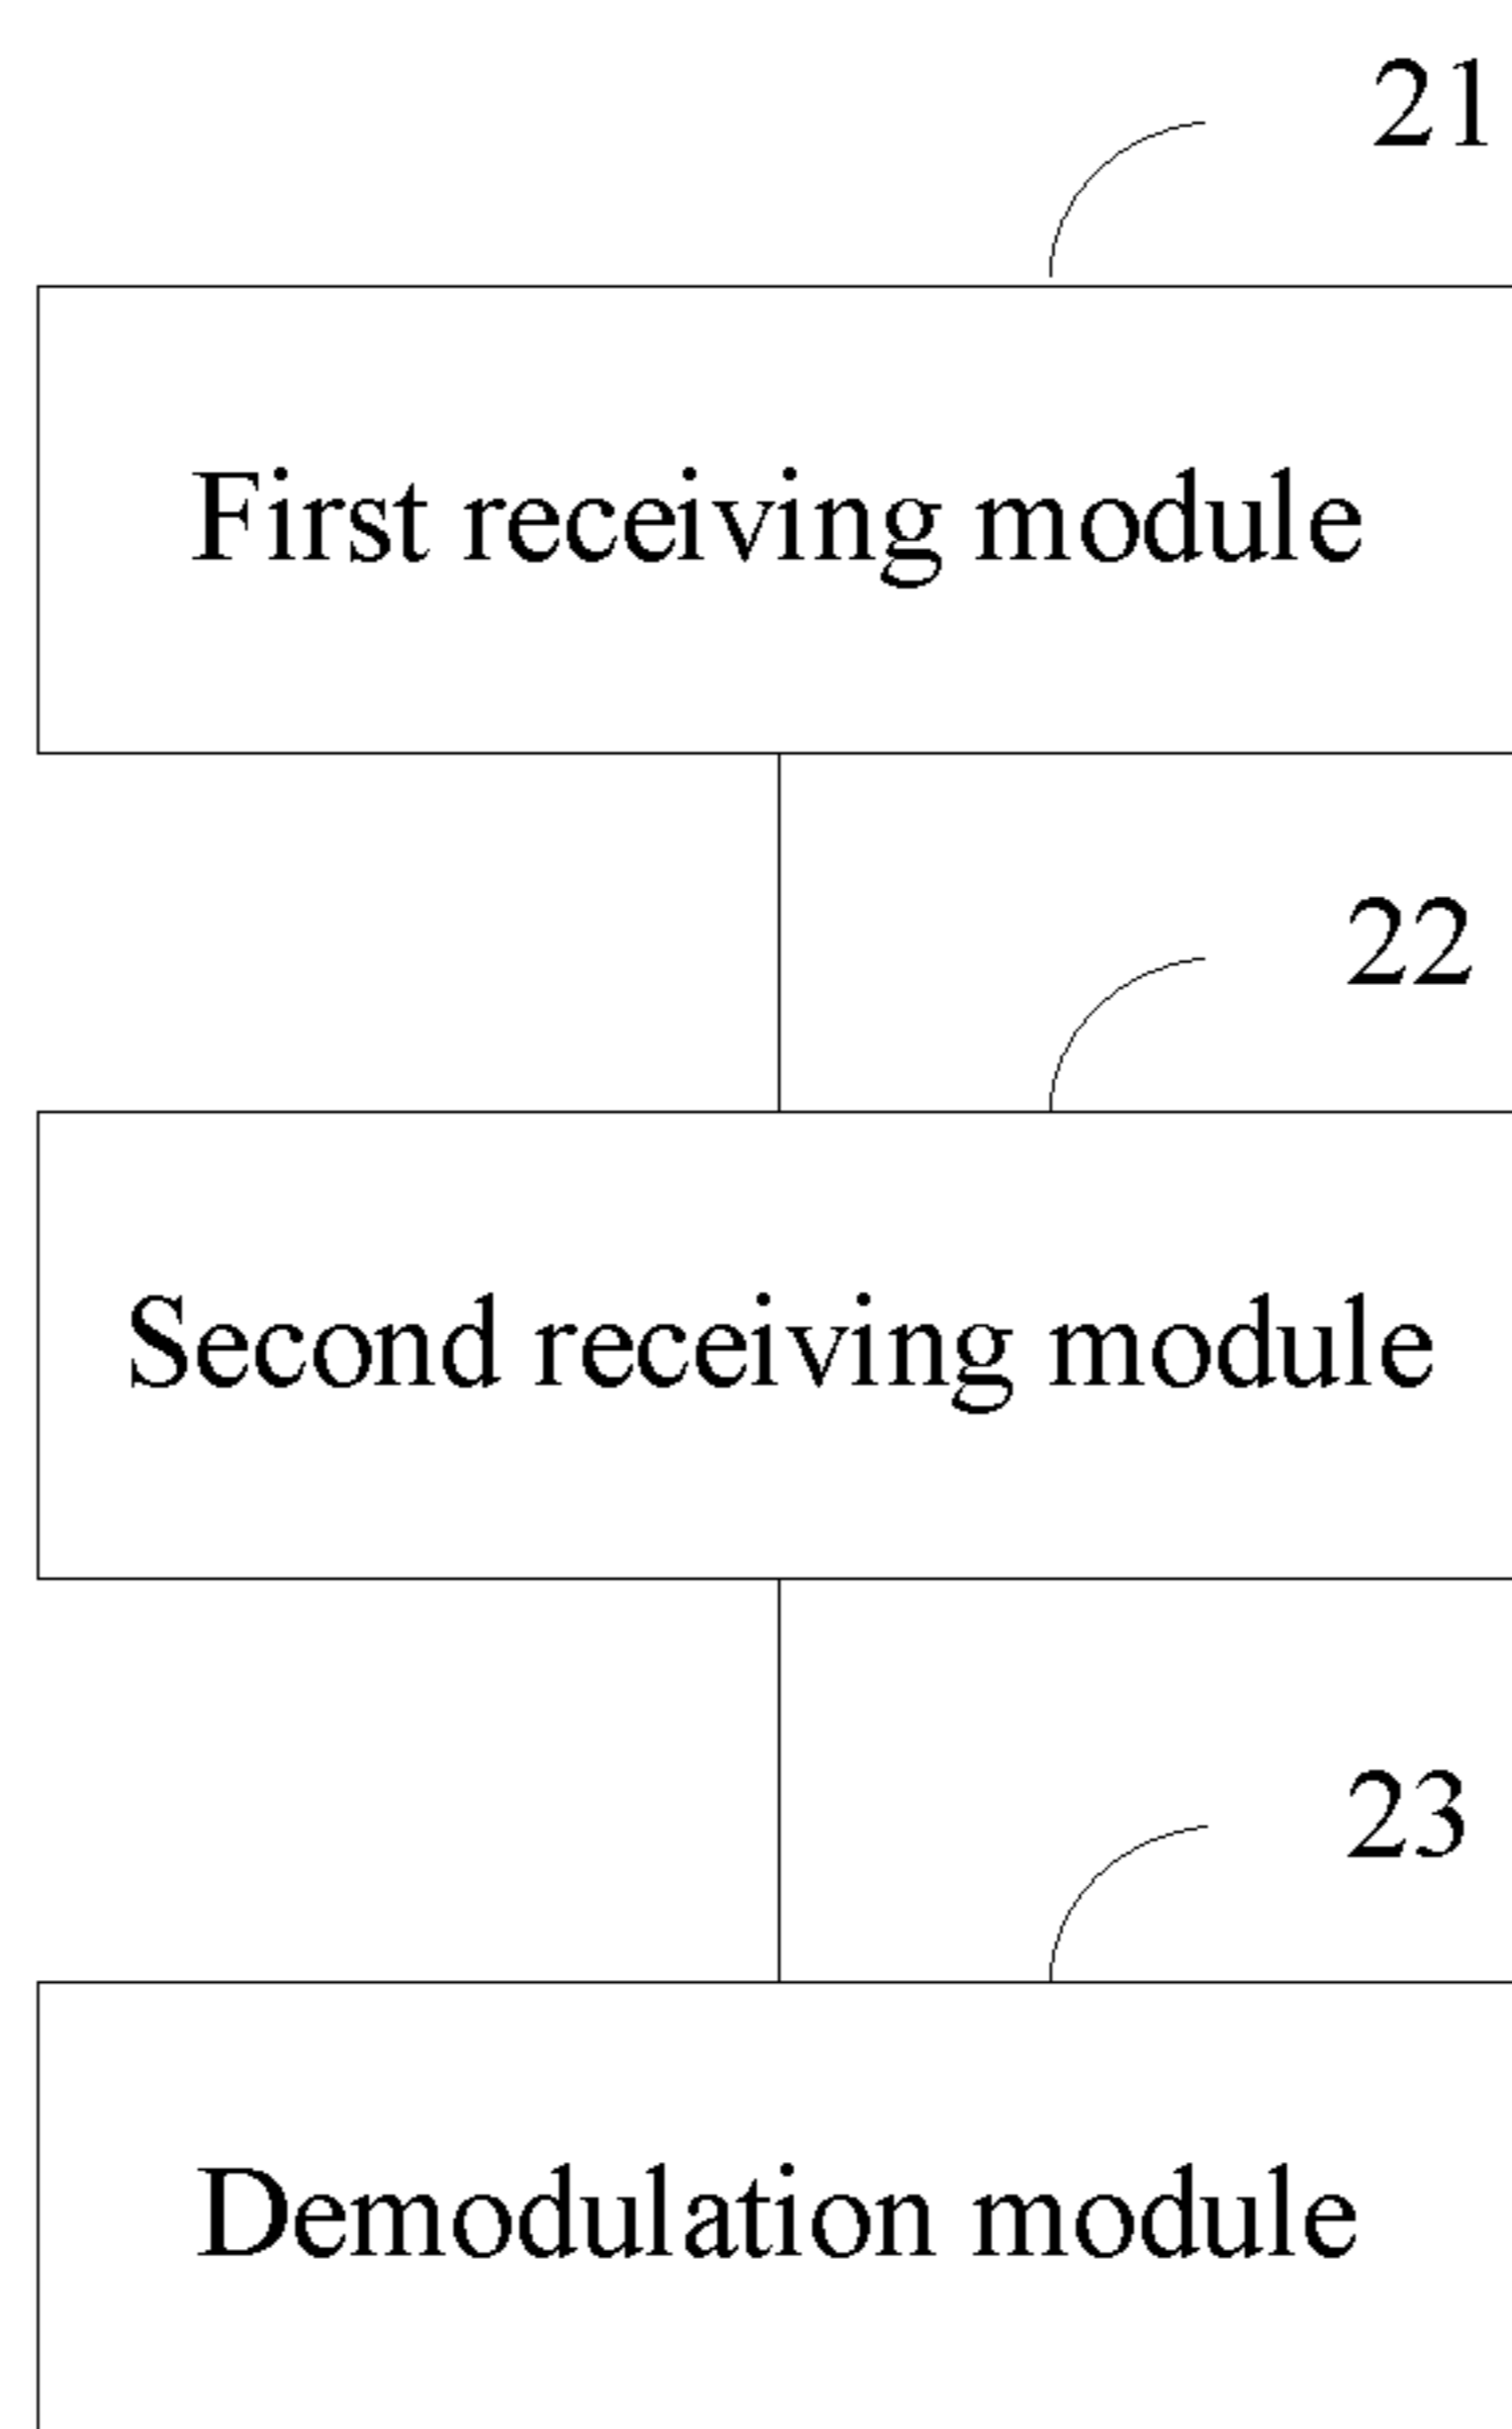 21
First receiving module
22
Second receiving module
23
Demodulation module